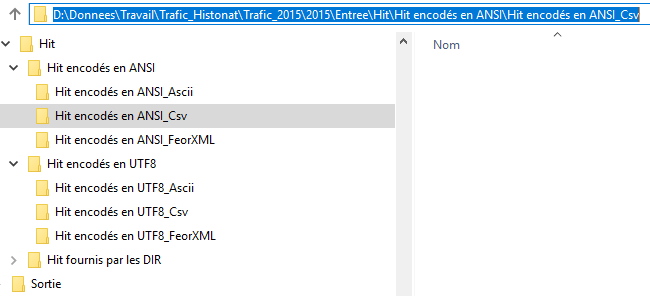 D:\Donnees\Travail\Trafic_Histonat\Trafic_2015\2015\Entree\Hit\Hit encodés en ANSI\Hit encodés en ANSI_Csv
Hit
Nom
Hit encodés en ANSI
Hit encodés en ANSI_Ascii
Hit encodés en ANSI_Csv
Hit encodés en ANSI_FeorXML
Hit encodés en UTF8
Hit encodés en UTF8_Ascii
Hit encodés en UTF8_Csv
Hit encodés en UTF8_FeorXML
Hit fournis par les DIR
Sortie